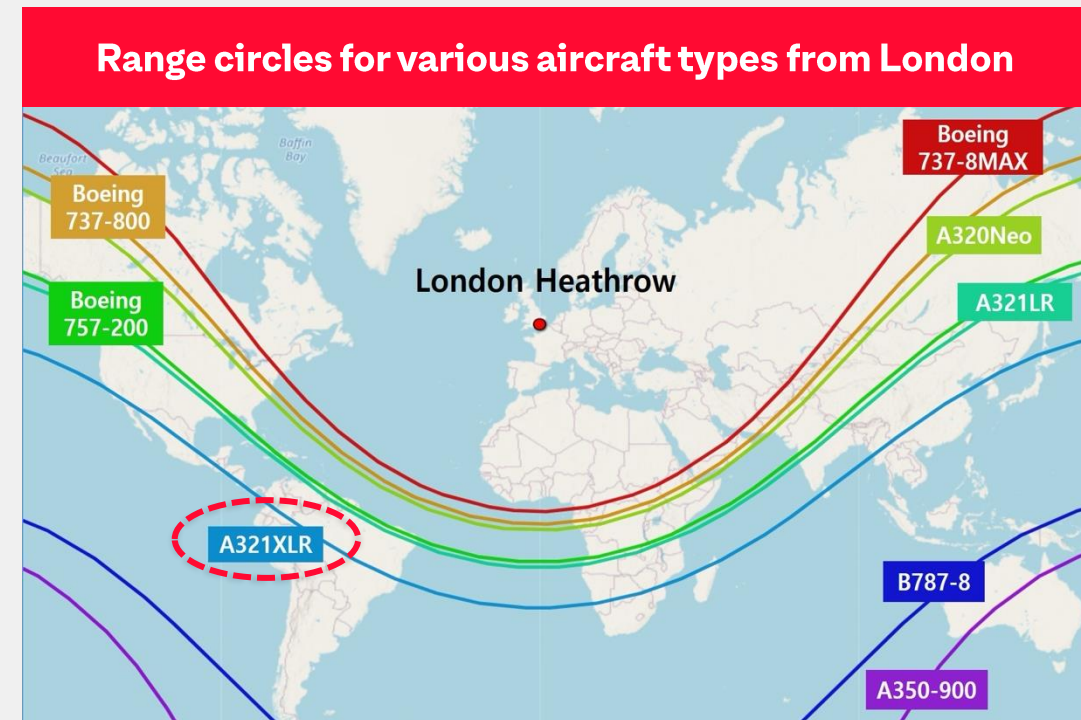 Range circles for various aircraft types from London
Baffin
Bay
Beaufort
Sea
Boeing
737-8MAX
Boeing
737-800
A320Neo
London Heathrow
Boeing
757-200
A321LR
A321XLR
B787-8
A350-900